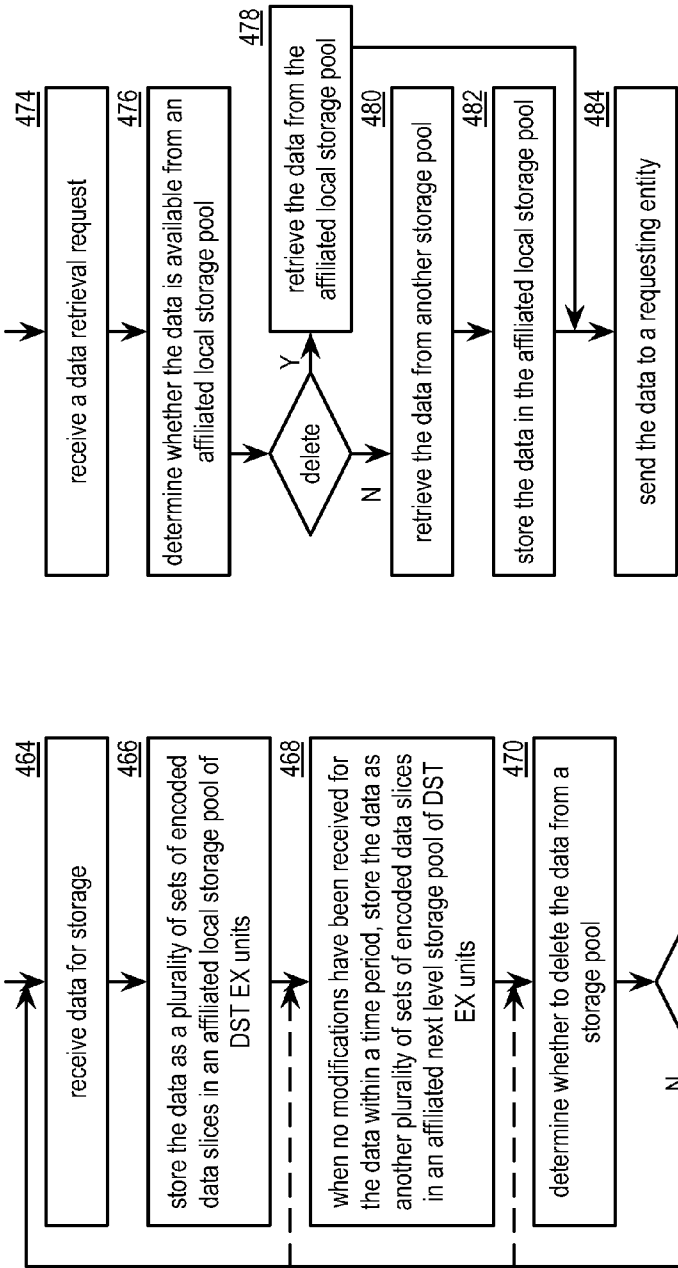 464
receive data for storage
466
store the data as a plurality of sets of encoded
data slices in an affiliated local storage pool of
DST EX units
468
when no modifications have been received for
the data within a time period, store the data as
another plurality of sets of encoded data slices
in an affiliated next level storage pool of DST
EX units
470
determine whether to delete the data from a
storage pool
N
474
receive a data retrieval request
476
determine whether the data is available from an
affiliated local storage pool
delete
Y
N
478
retrieve the data from the
affiliated local storage pool
480
retrieve the data from another storage pool
482
store the data in the affiliated local storage pool
484
send the data to a requesting entity